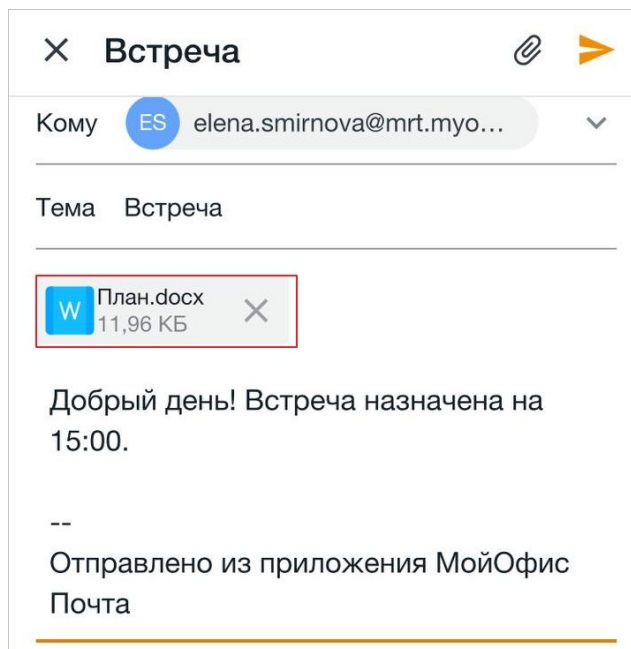 Встреча
Кому ES elena.smirnova@mrt.myo...
Тема Встреча
W План.docx
11,96 КБ
Добрый день! Встреча назначена на
15:00.
--
Отправлено из приложения МойОфис
Почта